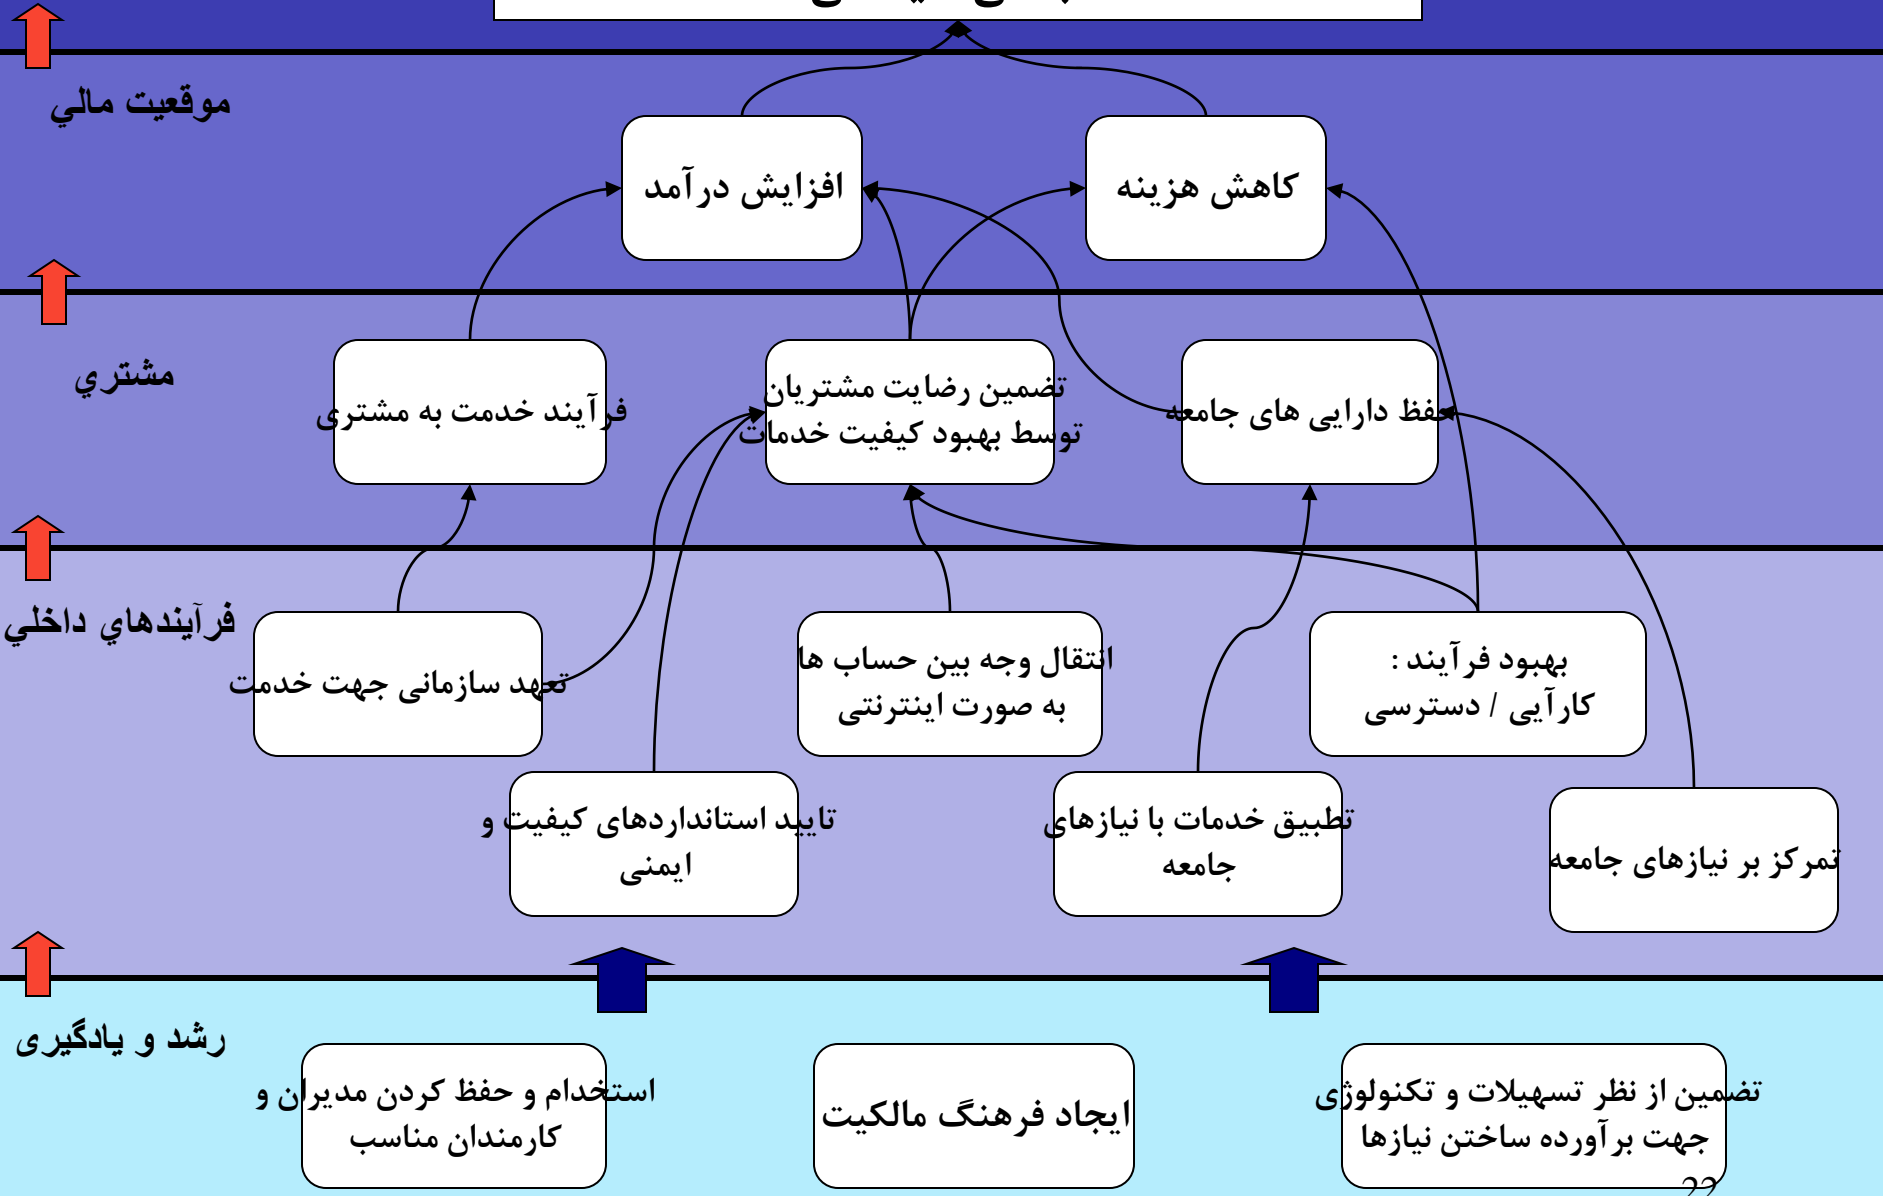 موقعيت مالي
افزایش درآمد
کاهش هزینه
مشتري
فرآیند خدمت به مشتری
تضمین رضایت مشتریان
توسط بهبود کیفیت خدمات
حفظ دارایی های جامعه
فرآيندهاي داخلي
تعهد سازمانی جهت خدمت
انتقال وجه بین حساب ها
به صورت اینترنتی
بهبود فرآیند :
کارآیی / دسترسی
تایید استانداردهای کیفیت و
ایمنی
تطبیق خدمات با نیازهای
جامعه
تمرکز بر نیازهای جامعه
رشد و یادگیری
استخدام و حفظ کردن مدیران و
کارمندان مناسب
ایجاد فرهنگ مالکیت
تضمین از نظر تسهیلات و تکنولوژی
جهت برآورده ساختن نیازها
22